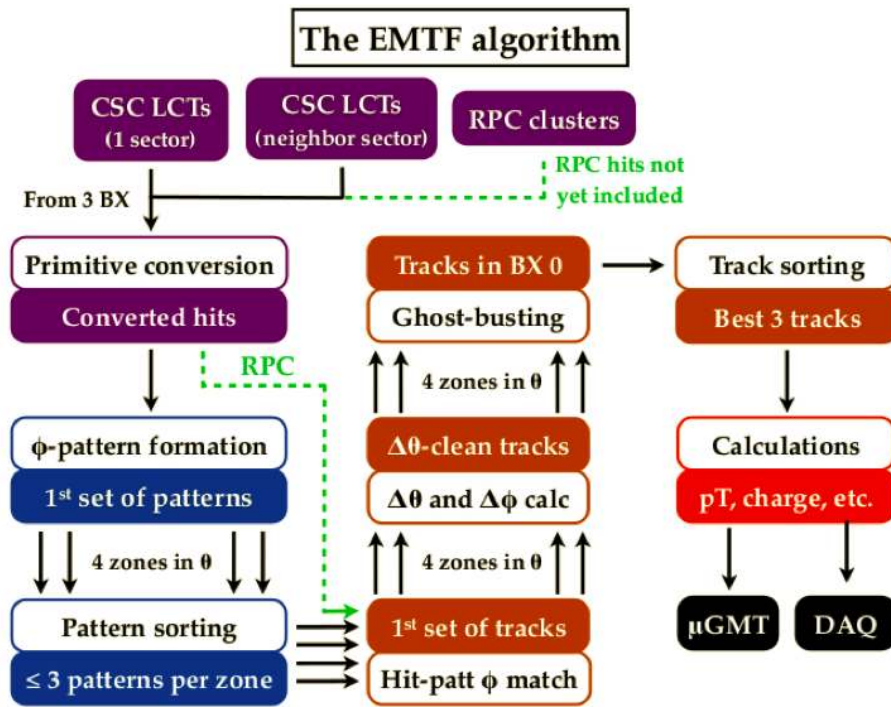 The EMTF algorithm
CSC LCTs
(1 sector)
CSC LCTs
(neighbor sector)
RPC clusters
RPC hits not
yet included
From 3 BX
Primitive conversion
Converted hits
RPC
ϕ-pattern formation
1st set of patterns
4 zones in θ
Pattern sorting
≤ 3 patterns per zone
Tracks in BX 0
Ghost-busting
4 zones in θ
Δθ-clean tracks
Δθ and Δϕ calc
4 zones in θ
1st set of tracks
Hit-patt ϕ match
Track sorting
Best 3 tracks
Calculations
pT, charge, etc.
μGMT
DAQ